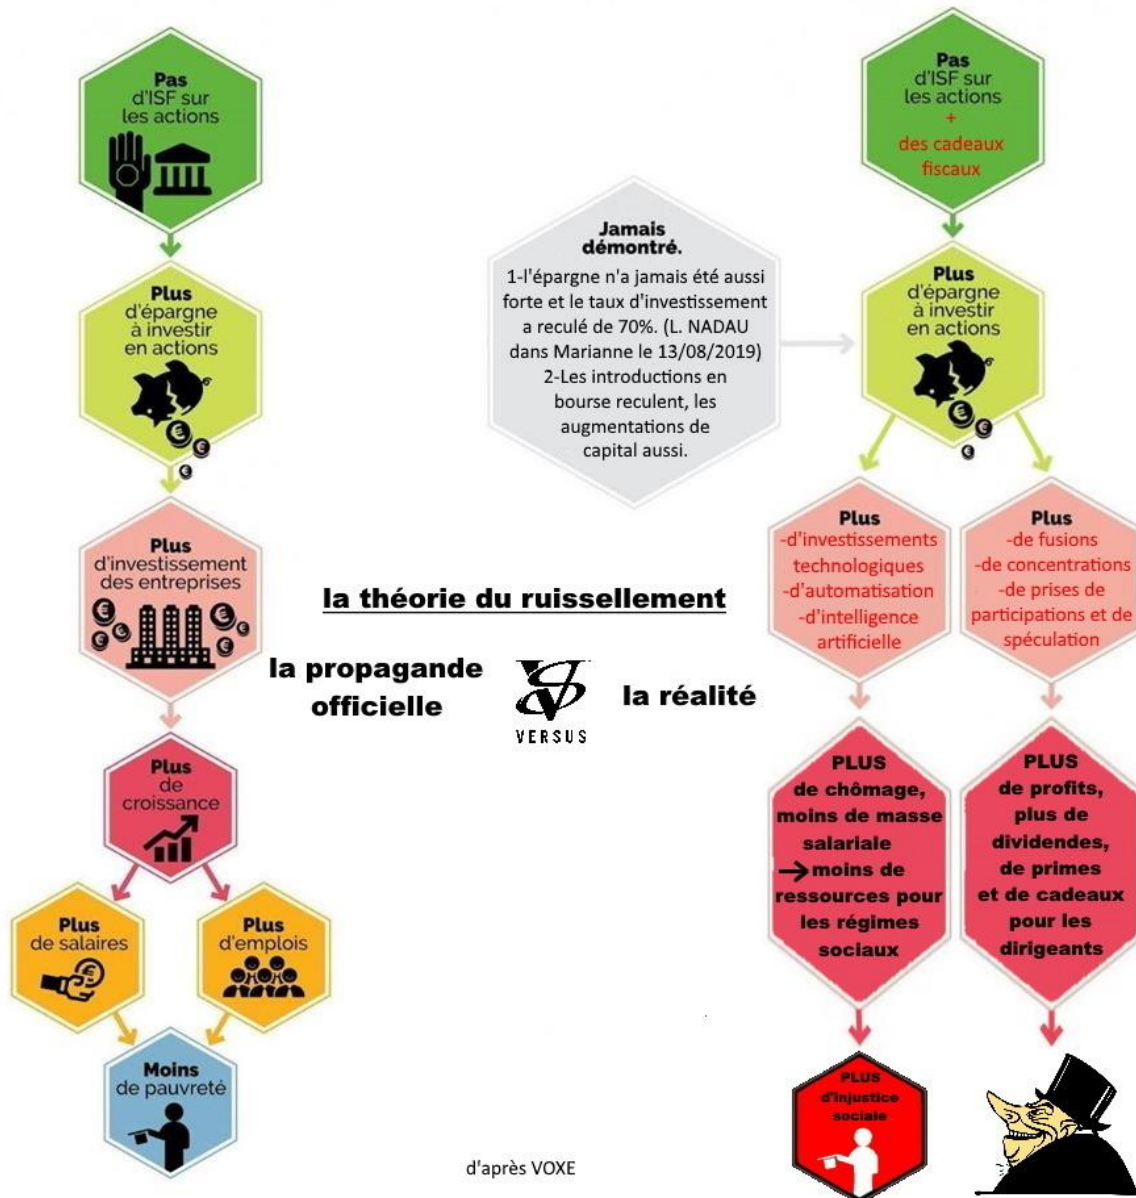 Pas
d'ISF sur
les actions
Plus
d'épargne
à investir
en actions
€
€
€
Plus
d'investissement
des entreprises
€
€
€
€
€
€
Plus
de
croissance
Plus
de salaires
€
Plus
d'emplois
Moins
de pauvreté
la théorie du ruissellement
la propagande
officielle
VS
VERSUS
la réalité
Jamais
démontré.
1-l'épargne n'a jamais été aussi
forte et le taux d'investissement
a reculé de 70%. (L. NADAU
dans Marianne le 13/08/2019)
2-Les introductions en
bourse reculent, les
augmentations de
capital aussi.
Pas
d'ISF sur
les actions
+
des cadeaux
fiscaux
Plus
d'épargne
à investir
en actions
€
€
€
Plus
-d'investissements
technologiques
-d'automatisation
-d'intelligence
artificielle
Plus
-de fusions
-de concentrations
-de prises de
participations et de
spéculation
PLUS
de chômage,
moins de masse
salariale
→moins de
ressources pour
les régimes
sociaux
PLUS
de profits,
plus de
dividendes,
de primes
et de cadeaux
pour les
dirigeants
PLUS
d'injustice
sociale
d'après VOXE